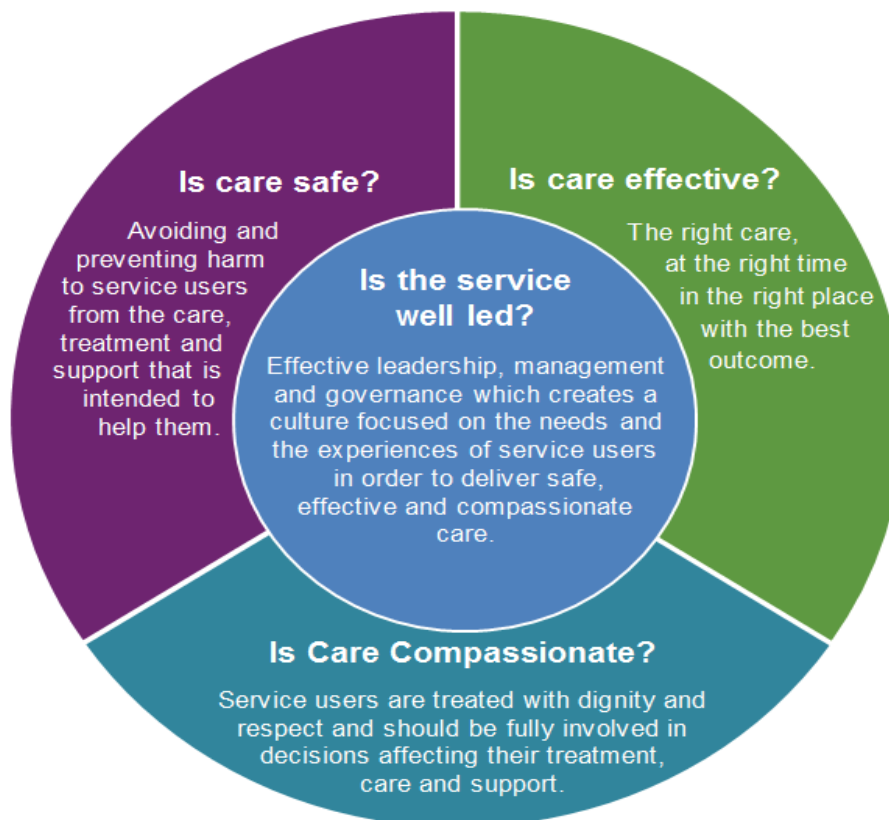 Is care safe?
Avoiding and
preventing harm
to service users
from the care,
treatment and
support that is
intended to
help them.
Is care effective?
The right care,
at the right time
in the right place
with the best
outcome.
Is the service
well led?
Effective leadership, management
and governance which creates a
culture focused on the needs and
the experiences of service users
in order to deliver safe,
effective and compassionate
care.
Is Care Compassionate?
Service users are treated with dignity and
respect and should be fully involved in
decisions affecting their treatment,
care and support.